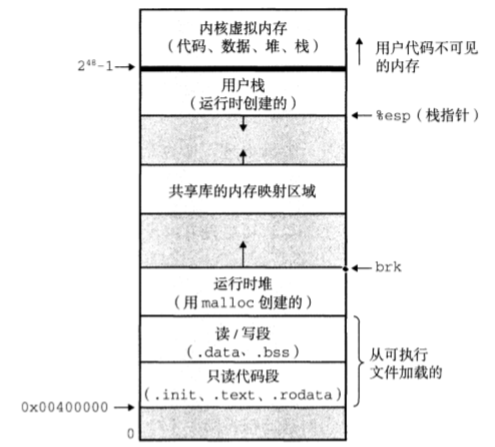 内核虚拟内存
(代码、数据、堆、栈)
用户代码不可见
的内存
2⁴⁸-1
用户栈
(运行时创建的)
%esp(栈指针)
共享库的内存映射区域
brk
运行时堆
(用malloc创建的)
读/写段
(.data、.bss)
从可执行
文件加载的
只读代码段
(.init、.text、.rodata)
0x00400000
0